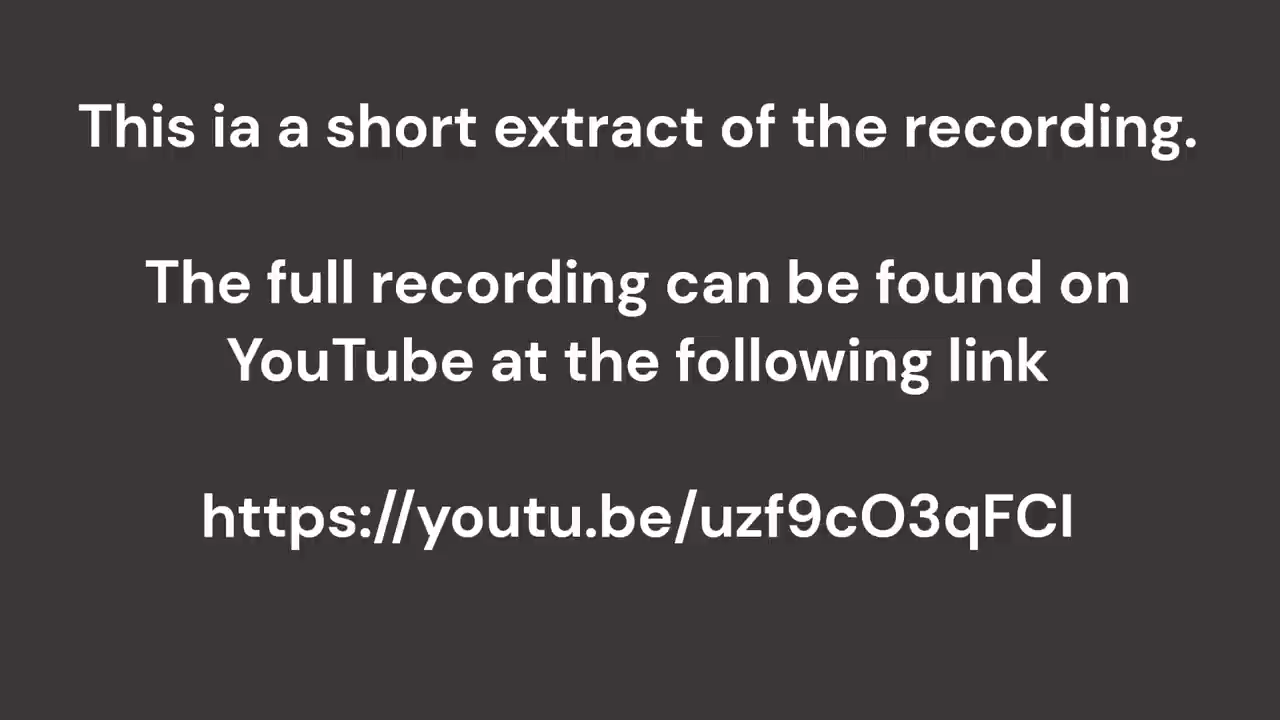 This ia a short extract of the recording.
The full recording can be found on
YouTube at the following link
https://youtu.be/uzf9cO3qFCI